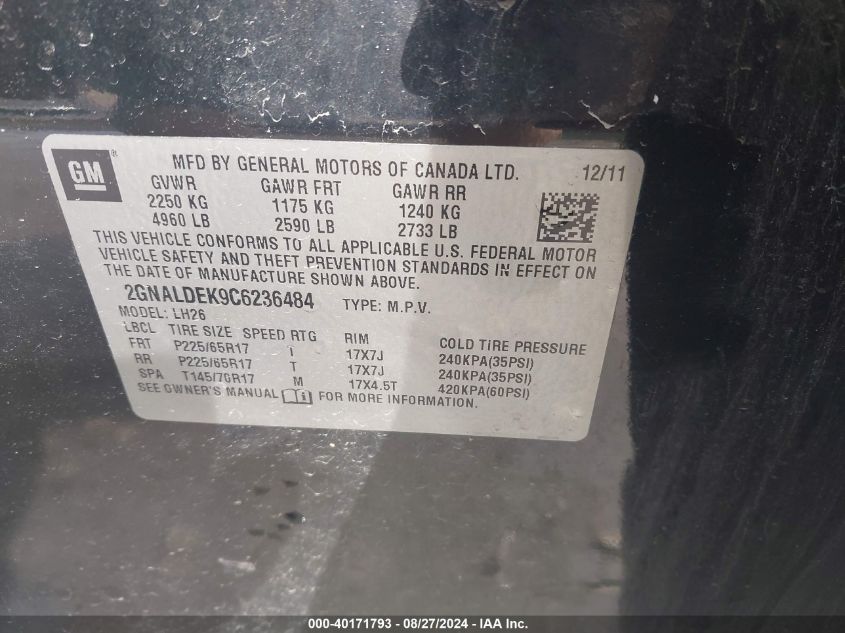 GM®
MFD BY GENERAL MOTORS OF CANADA LTD. 12/11
GVWR GAWR FRT GAWR RR
2250 KG 1175 KG 1240 KG
4960 LB 2590 LB 2733 LB
THIS VEHICLE CONFORMS TO ALL APPLICABLE U.S. FEDERAL MOTOR
VEHICLE SAFETY AND THEFT PREVENTION STANDARDS IN EFFECT ON
THE DATE OF MANUFACTURE SHOWN ABOVE.
2GNALDEK9C6236484 TYPE: M.P.V.
MODEL: LH26
LBCL TIRE SIZE SPEED RTG RIM COLD TIRE PRESSURE
FRT P225/65R17 T 17X7J 240KPA(35PSI)
RR P225/65R17 T 17X7J 240KPA(35PSI)
SPA T145/70R17 M 17X4.5T 420KPA(60PSI)
SEE OWNER'S MANUAL FOR MORE INFORMATION.
000-40171793 - 08/27/2024 - IAA Inc.